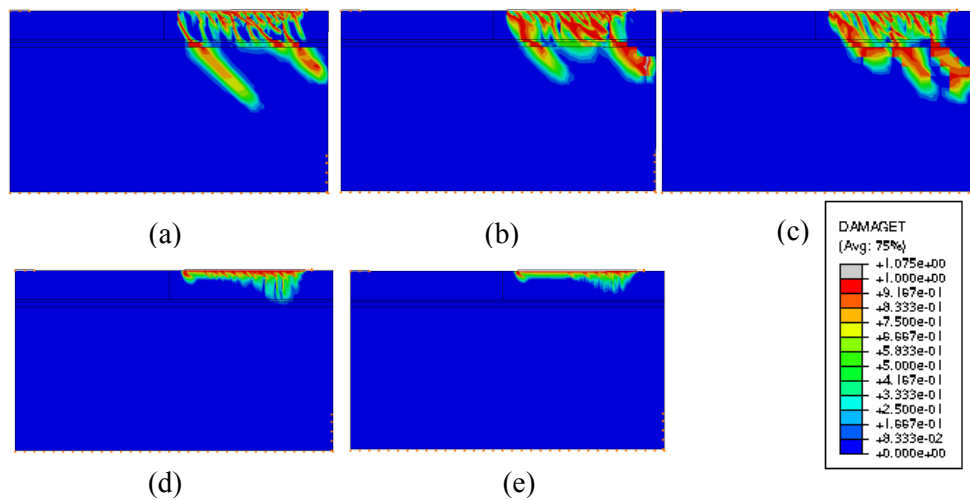 (a)
(b)
(c)
DAMAGET
(Avg: 75%)
+1.075e+00
+1.000e+00
+9.167e-01
+8.333e-01
+7.500e-01
+6.667e-01
+5.833e-01
+5.000e-01
+4.167e-01
+3.333e-01
+2.500e-01
+1.667e-01
+8.333e-02
+0.000e+00
(d)
(e)